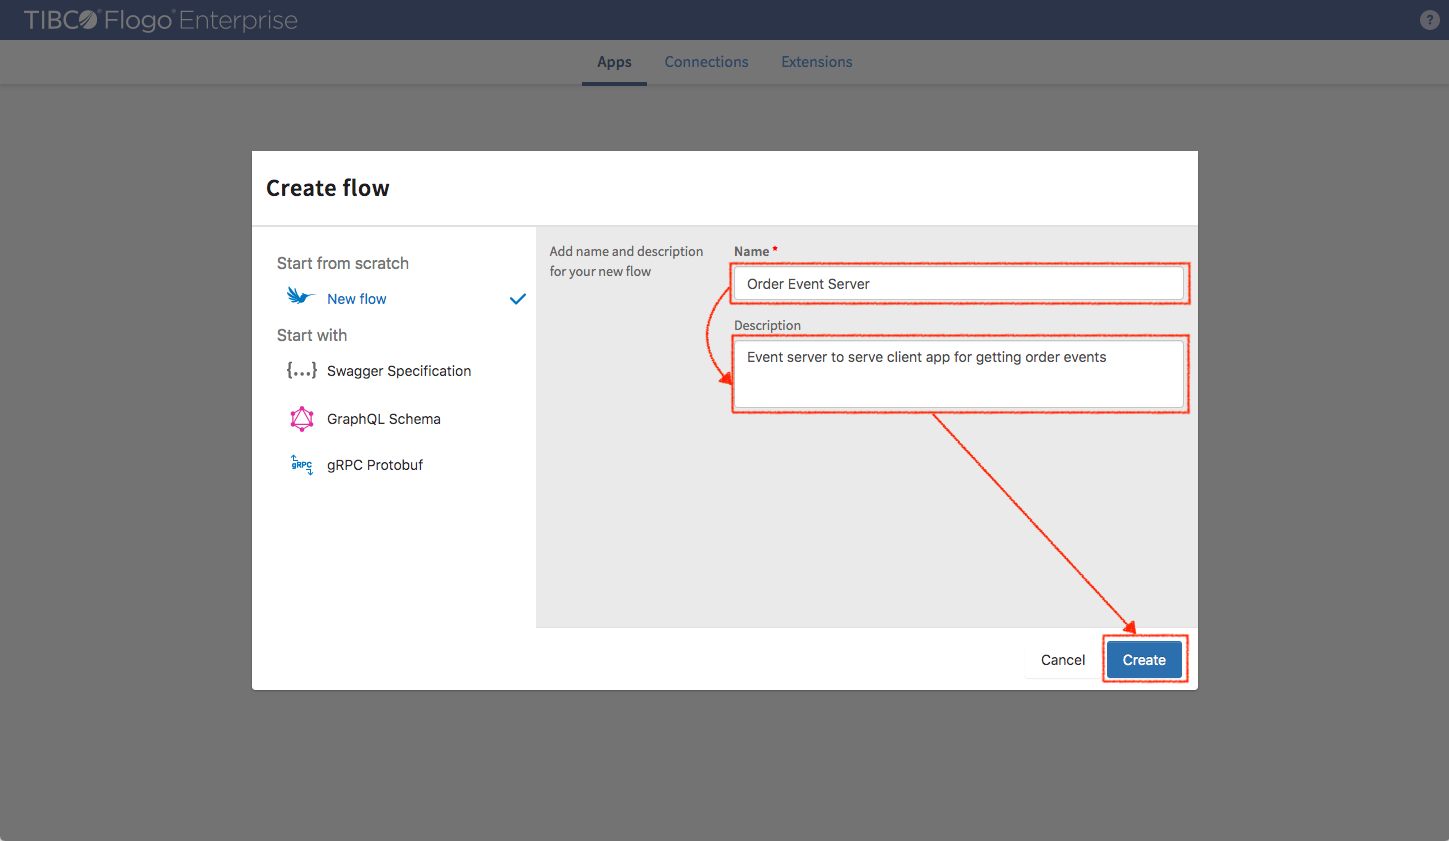 TIBCO® Flogo® Enterprise
?
Apps Connections Extensions
Create flow
Start from scratch
New flow
Start with
{...} Swagger Specification
GraphQL Schema
gRPC gRPC Protobuf
Add name and description
for your new flow
Name *
Order Event Server
Description
Event server to serve client app for getting order events
Cancel Create